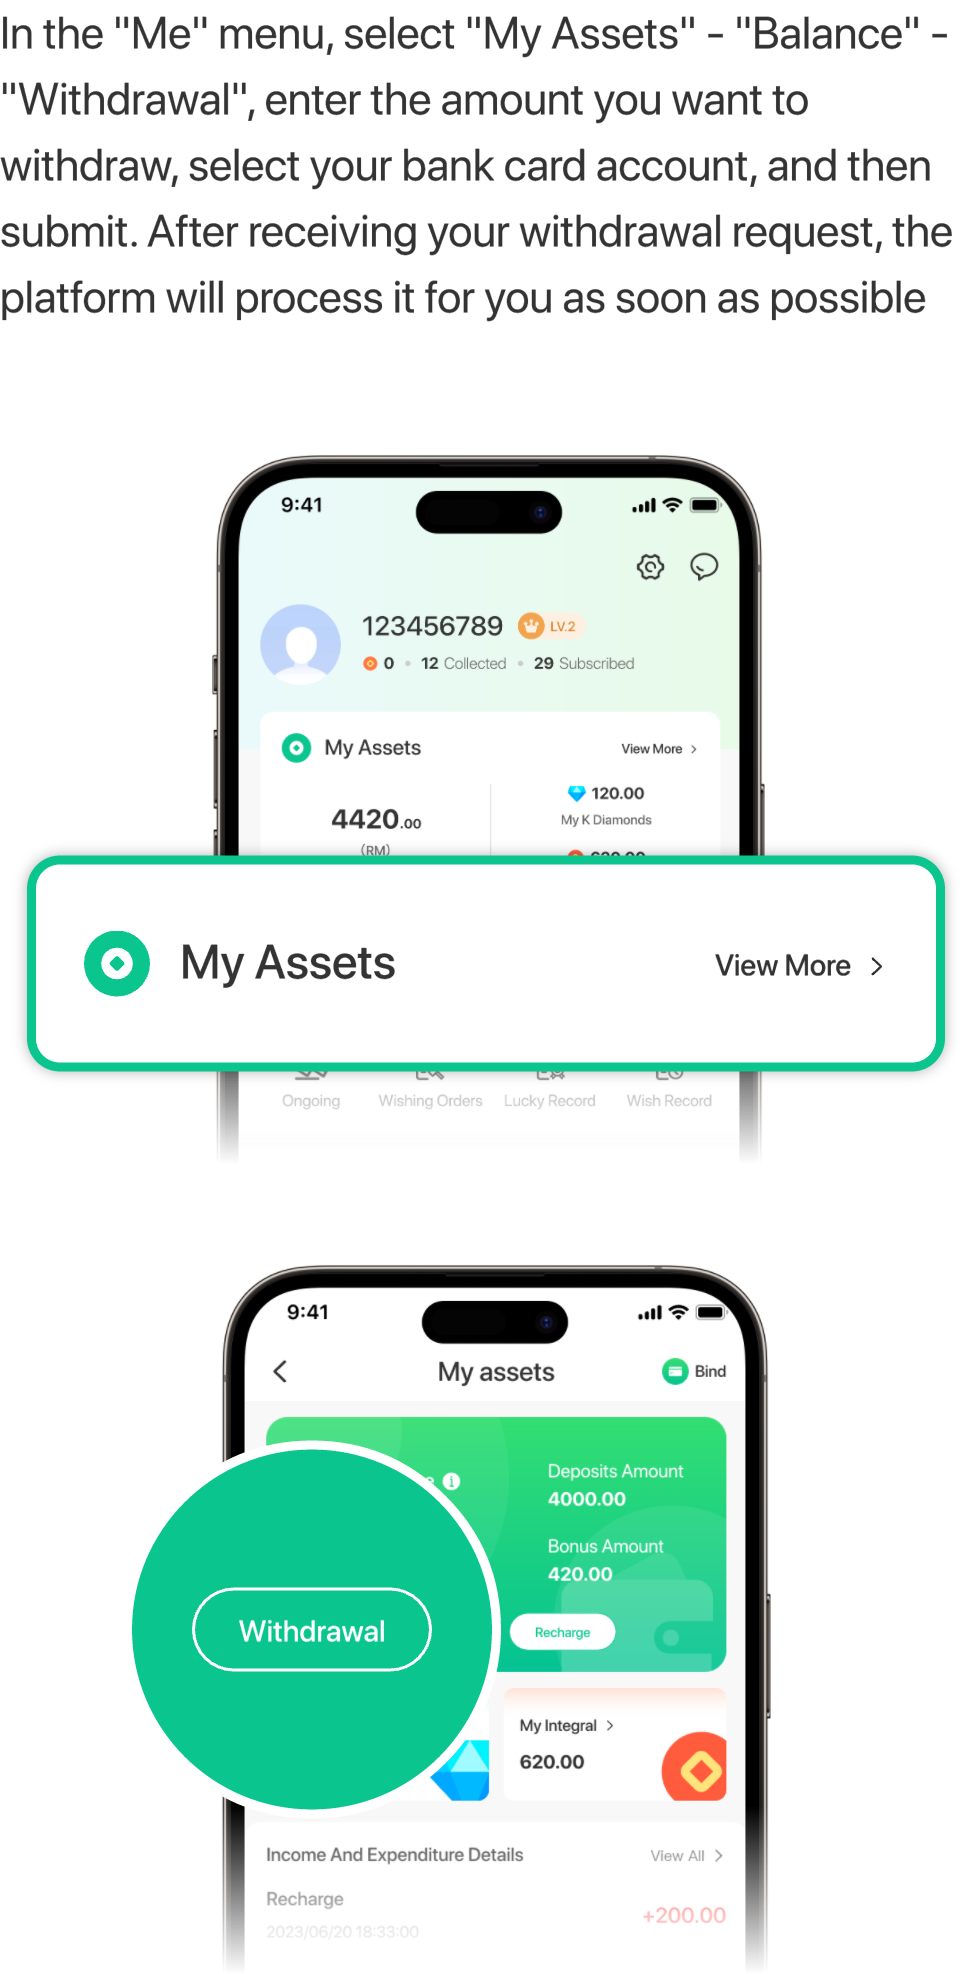 In the "Me" menu, select "My Assets" - "Balance" -
"Withdrawal", enter the amount you want to
withdraw, select your bank card account, and then
submit. After receiving your withdrawal request, the
platform will process it for you as soon as possible
9:41
123456789 LV.2
0 • 12 Collected • 29 Subscribed
My Assets View More >
4420.00
(RM)
120.00
My K Diamonds
My Assets View More >
Ongoing Wishing Orders Lucky Record Wish Record
9:41
My assets Bind
Deposits Amount
4000.00
Bonus Amount
420.00
Withdrawal
Recharge
My Integral >
620.00
Income And Expenditure Details View All >
Recharge
2023/06/20 18:33:00
+200.00